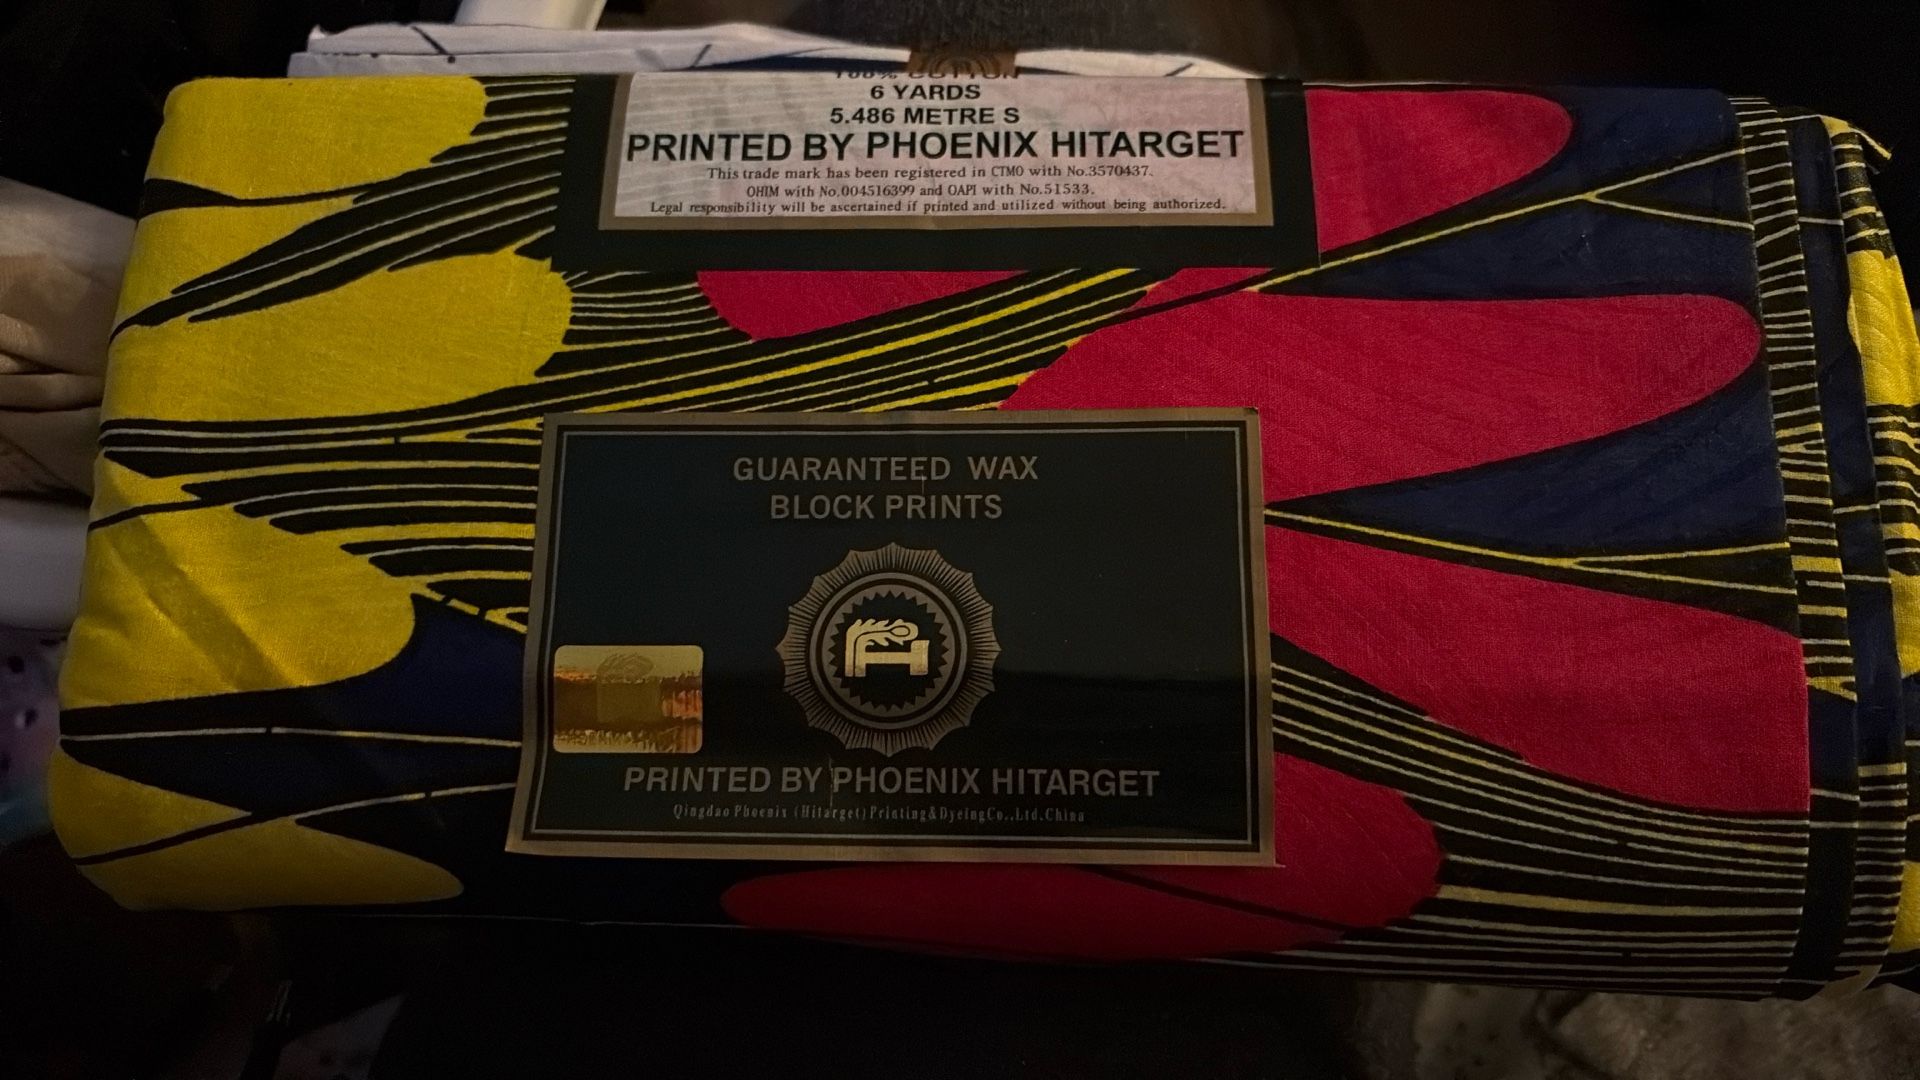 100% COTTON
6 YARDS
5.486 METRE S
PRINTED BY PHOENIX HITARGET
This trade mark has been registered in CTMO with No.3570437.
OHIM with No.004516399 and OAPI with No.51533.
Legal responsibility will be ascertained if printed and utilized without being authorized.
GUARANTEED WAX
BLOCK PRINTS
PRINTED BY PHOENIX HITARGET
Qingdao Phoenix (Hitarget) Printing&DyeingCo.,Ltd.China